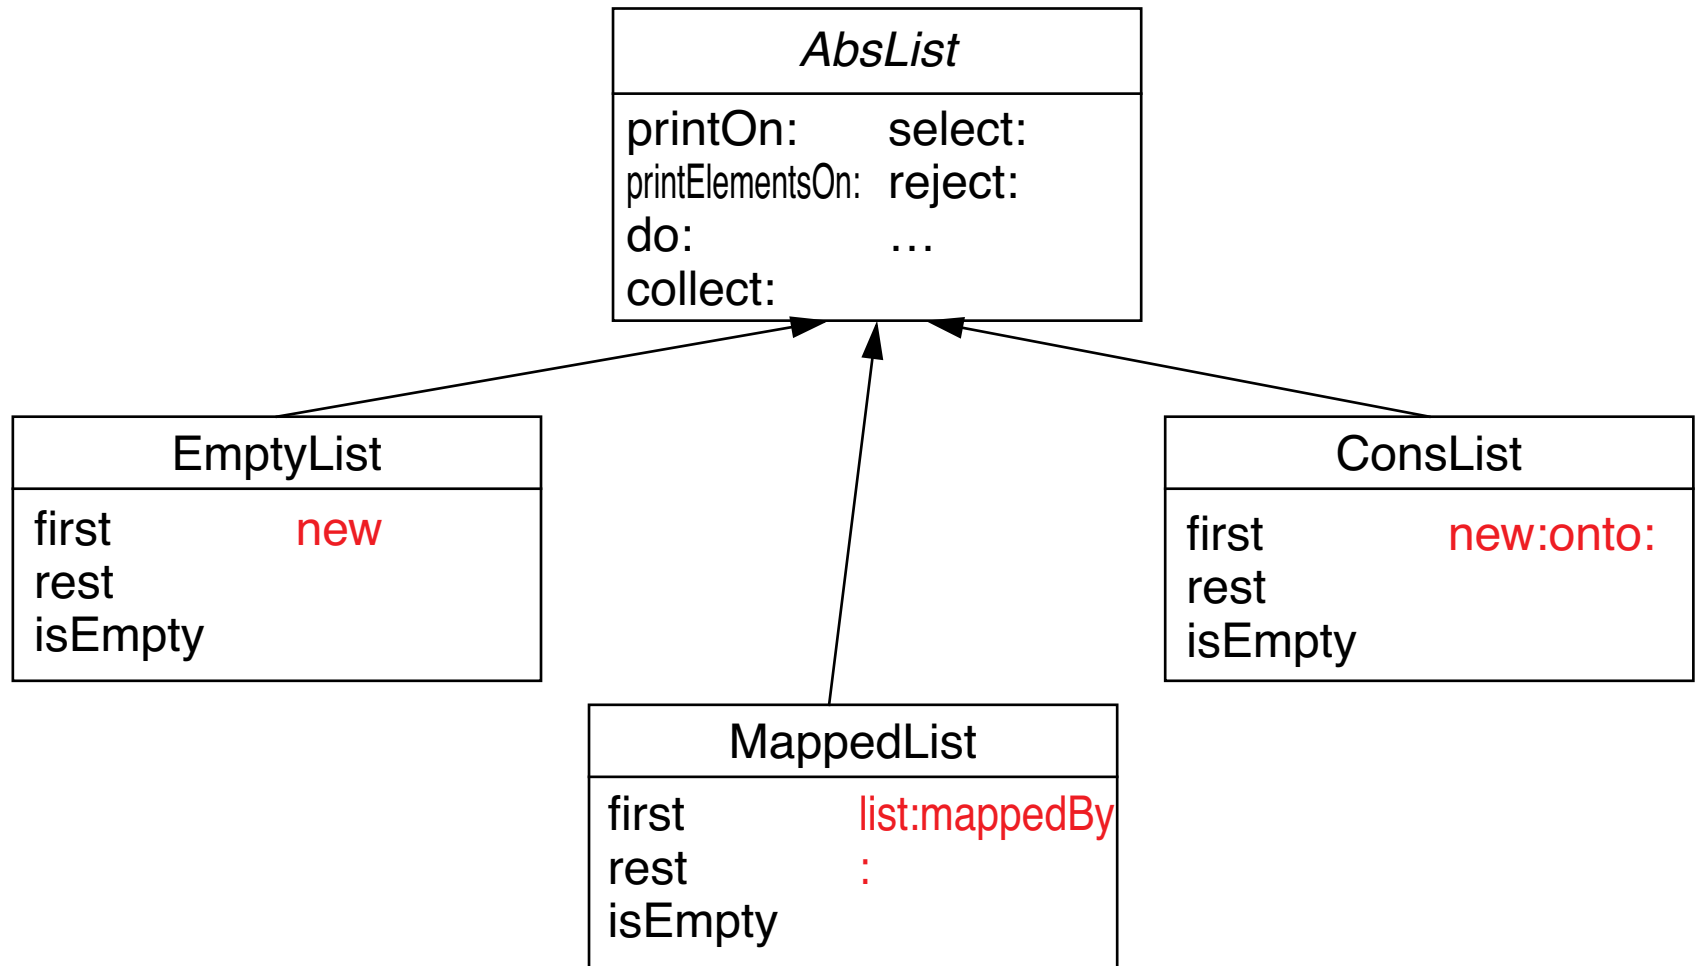 AbsList
printOn: select:
printElementsOn: reject:
do: …
collect:
EmptyList
first new
rest
isEmpty
ConsList
first new:onto:
rest
isEmpty
MappedList
first list:mappedBy
rest :
isEmpty